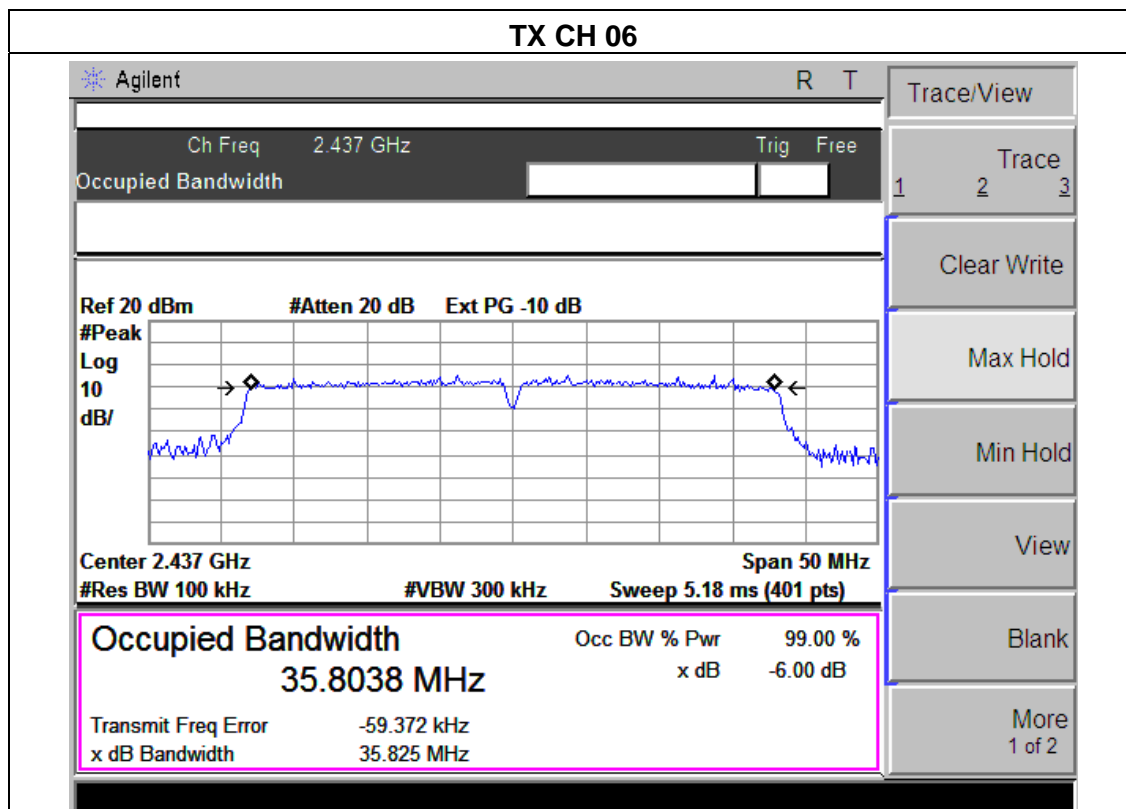 TX CH 06
Agilent R T
Trace/View
Ch Freq 2.437 GHz Trig Free
Occupied Bandwidth
Trace
1 2 3
Clear Write
Ref 20 dBm #Atten 20 dB Ext PG -10 dB
#Peak
Log
10
dB/
Max Hold
Min Hold
Center 2.437 GHz Span 50 MHz
#Res BW 100 kHz #VBW 300 kHz Sweep 5.18 ms (401 pts)
View
Occupied Bandwidth Occ BW % Pwr 99.00 %
35.8038 MHz x dB -6.00 dB
Blank
Transmit Freq Error -59.372 kHz
x dB Bandwidth 35.825 MHz
More
1 of 2